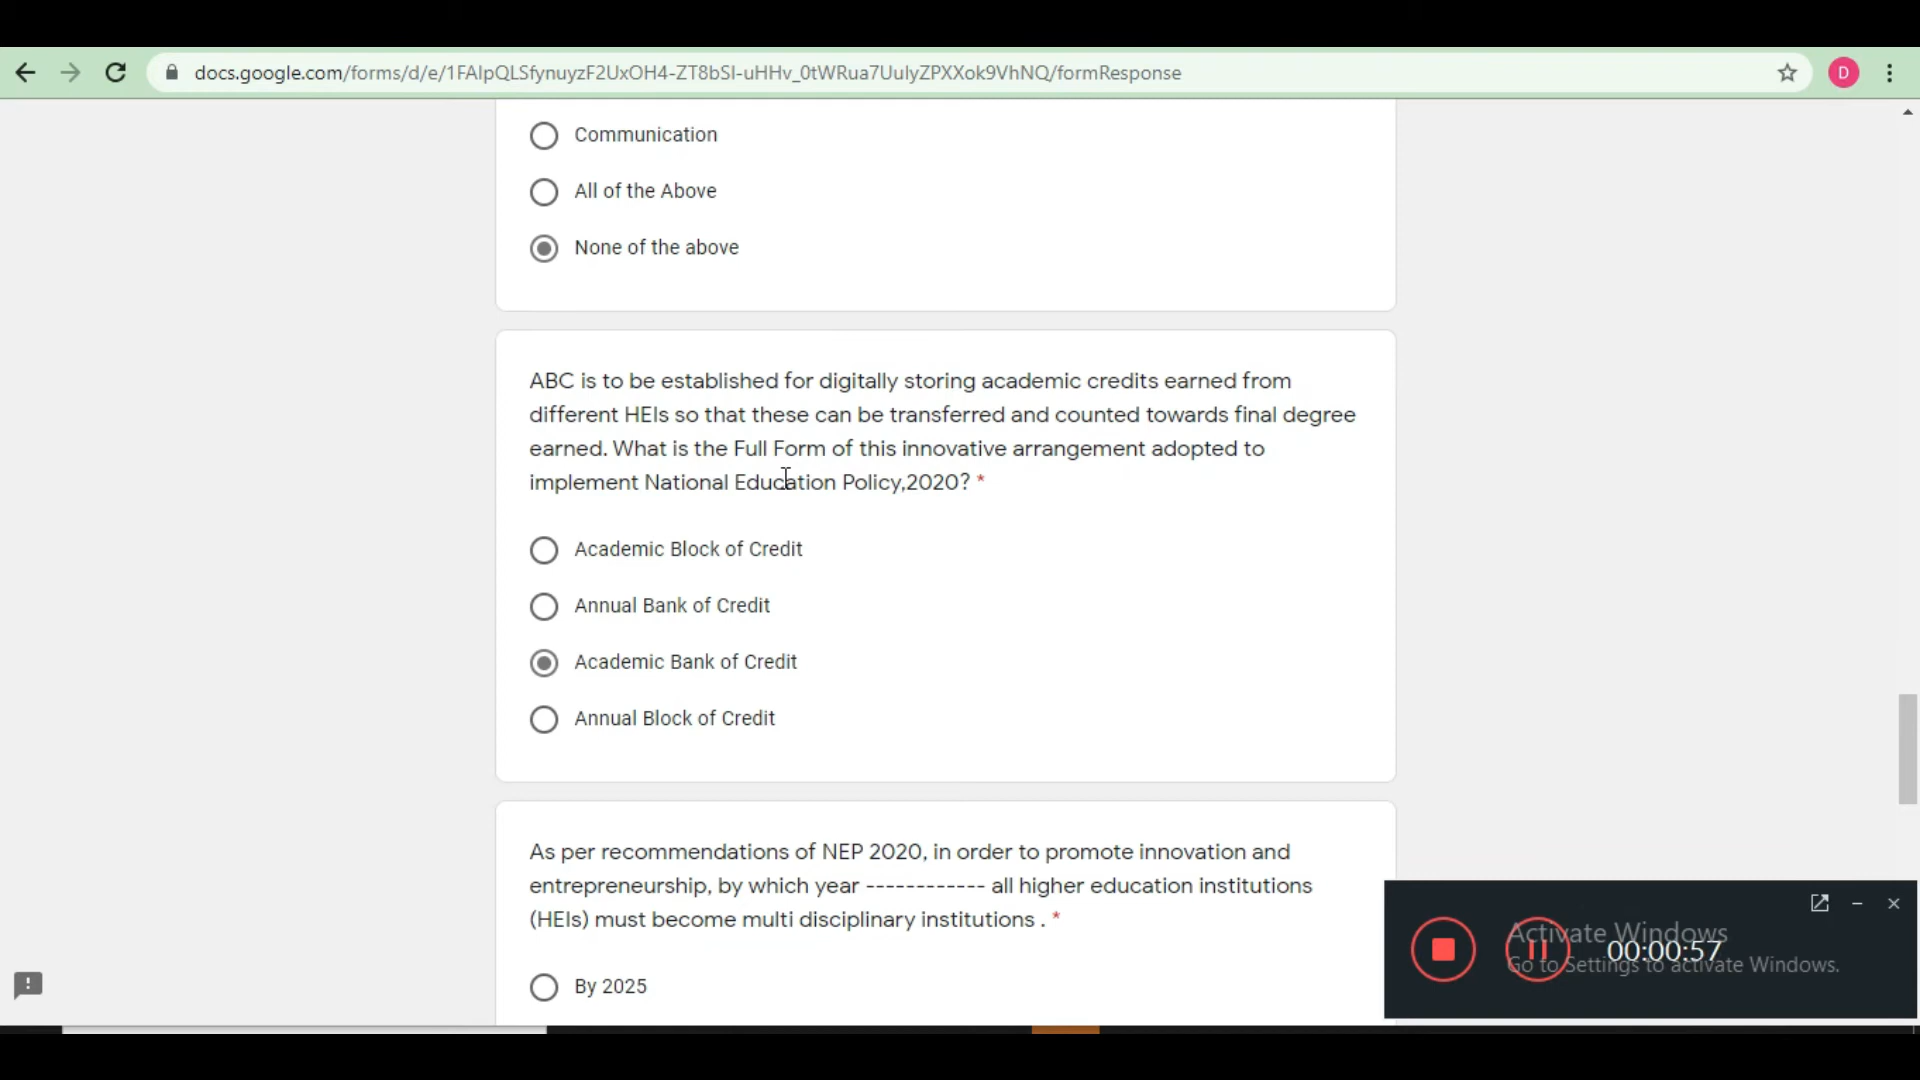 docs.google.com/forms/d/e/1FAIpQLSfynuyzF2UxOH4-ZT8bSI-uHHv_0tWRua7UulyZPXXok9VhNQ/formResponse
D
Communication
All of the Above
None of the above
ABC is to be established for digitally storing academic credits earned from
different HEIs so that these can be transferred and counted towards final degree
earned. What is the Full Form of this innovative arrangement adopted to
implement National Education Policy,2020? *
Academic Block of Credit
Annual Bank of Credit
Academic Bank of Credit
Annual Block of Credit
As per recommendations of NEP 2020, in order to promote innovation and
entrepreneurship, by which year ------------ all higher education institutions
(HEIs) must become multi disciplinary institutions . *
By 2025
Activate Windows
00:00:57
Go to Settings to activate Windows.